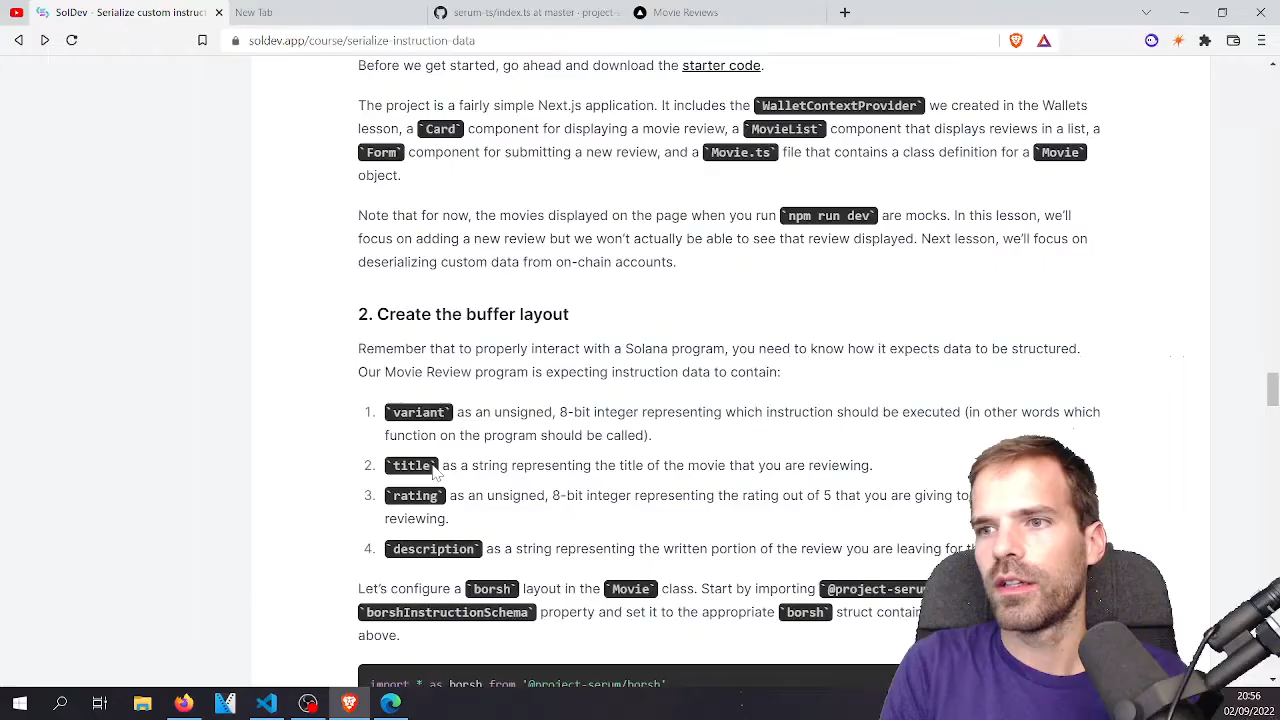 SolDev - Serialize custom instruct
New Tab
serum-ts/index.ts at master · project-
Movie Reviews
soldev.app/course/serialize-instruction-data
Before we get started, go ahead and download the starter code.
The project is a fairly simple Next.js application. It includes the `WalletContextProvider` we created in the Wallets
lesson, a `Card` component for displaying a movie review, a `MovieList` component that displays reviews in a list, a
`Form` component for submitting a new review, and a `Movie.ts` file that contains a class definition for a `Movie`
object.
Note that for now, the movies displayed on the page when you run `npm run dev` are mocks. In this lesson, we'll
focus on adding a new review but we won't actually be able to see that review displayed. Next lesson, we'll focus on
deserializing custom data from on-chain accounts.
2. Create the buffer layout
Remember that to properly interact with a Solana program, you need to know how it expects data to be structured.
Our Movie Review program is expecting instruction data to contain:
1. `variant` as an unsigned, 8-bit integer representing which instruction should be executed (in other words which
function on the program should be called).
2. `title` as a string representing the title of the movie that you are reviewing.
3. `rating` as an unsigned, 8-bit integer representing the rating out of 5 that you are giving to
reviewing.
4. `description` as a string representing the written portion of the review you are leaving for
Let's configure a `borsh` layout in the `Movie` class. Start by importing `@project-seru
`borshInstructionSchema` property and set it to the appropriate `borsh` struct contain
above.
import * as borsh from '@project-serum/borsh'
20:56
02/09/2022